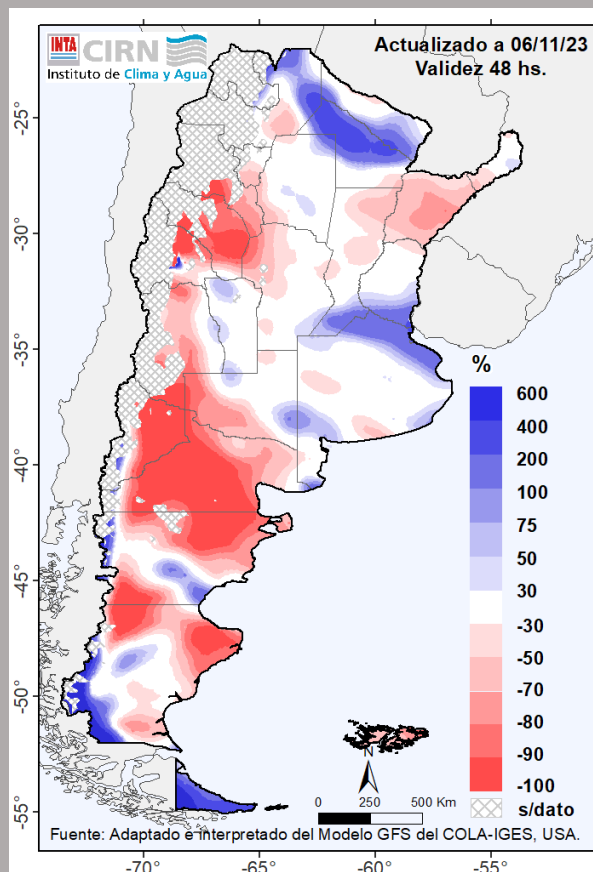 INTA CIRN
Instituto de Clima y Agua
Actualizado a 06/11/23
Validez 48 hs.
-25°
-30°
-35°
-40°
-45°
-50°
-55°
%
600
400
200
100
75
50
30
-30
-50
-70
-80
-90
-100
s/dato
N
0 250 500 Km
Fuente: Adaptado e interpretado del Modelo GFS del COLA-IGES, USA.
-70° -65° -60° -55°